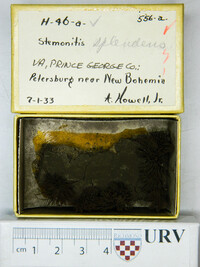 H-46-a 556-a
Stemonitis splendens
VA, PRINCE GEORGE CO.:
Petersburg near New Bohemia
7-1-33 A. Howell, Jr.
cm 1 2 3 4 URV